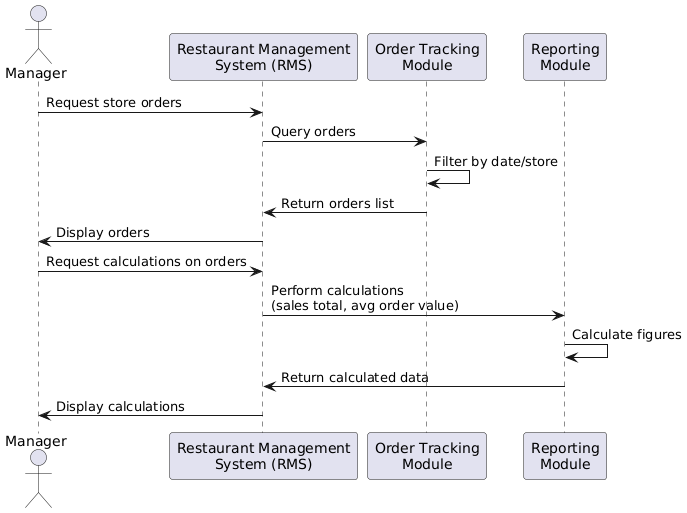 Manager
Restaurant Management
System (RMS)
Order Tracking
Module
Reporting
Module
Request store orders
Query orders
Filter by date/store
Return orders list
Display orders
Request calculations on orders
Perform calculations
(sales total, avg order value)
Calculate figures
Return calculated data
Display calculations
Manager
Restaurant Management
System (RMS)
Order Tracking
Module
Reporting
Module